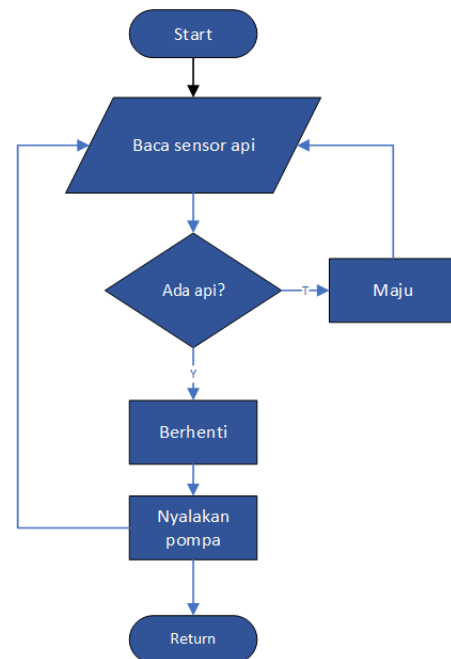 Start
Baca sensor api
Ada api?
T
Maju
Y
Berhenti
Nyalakan
pompa
Return